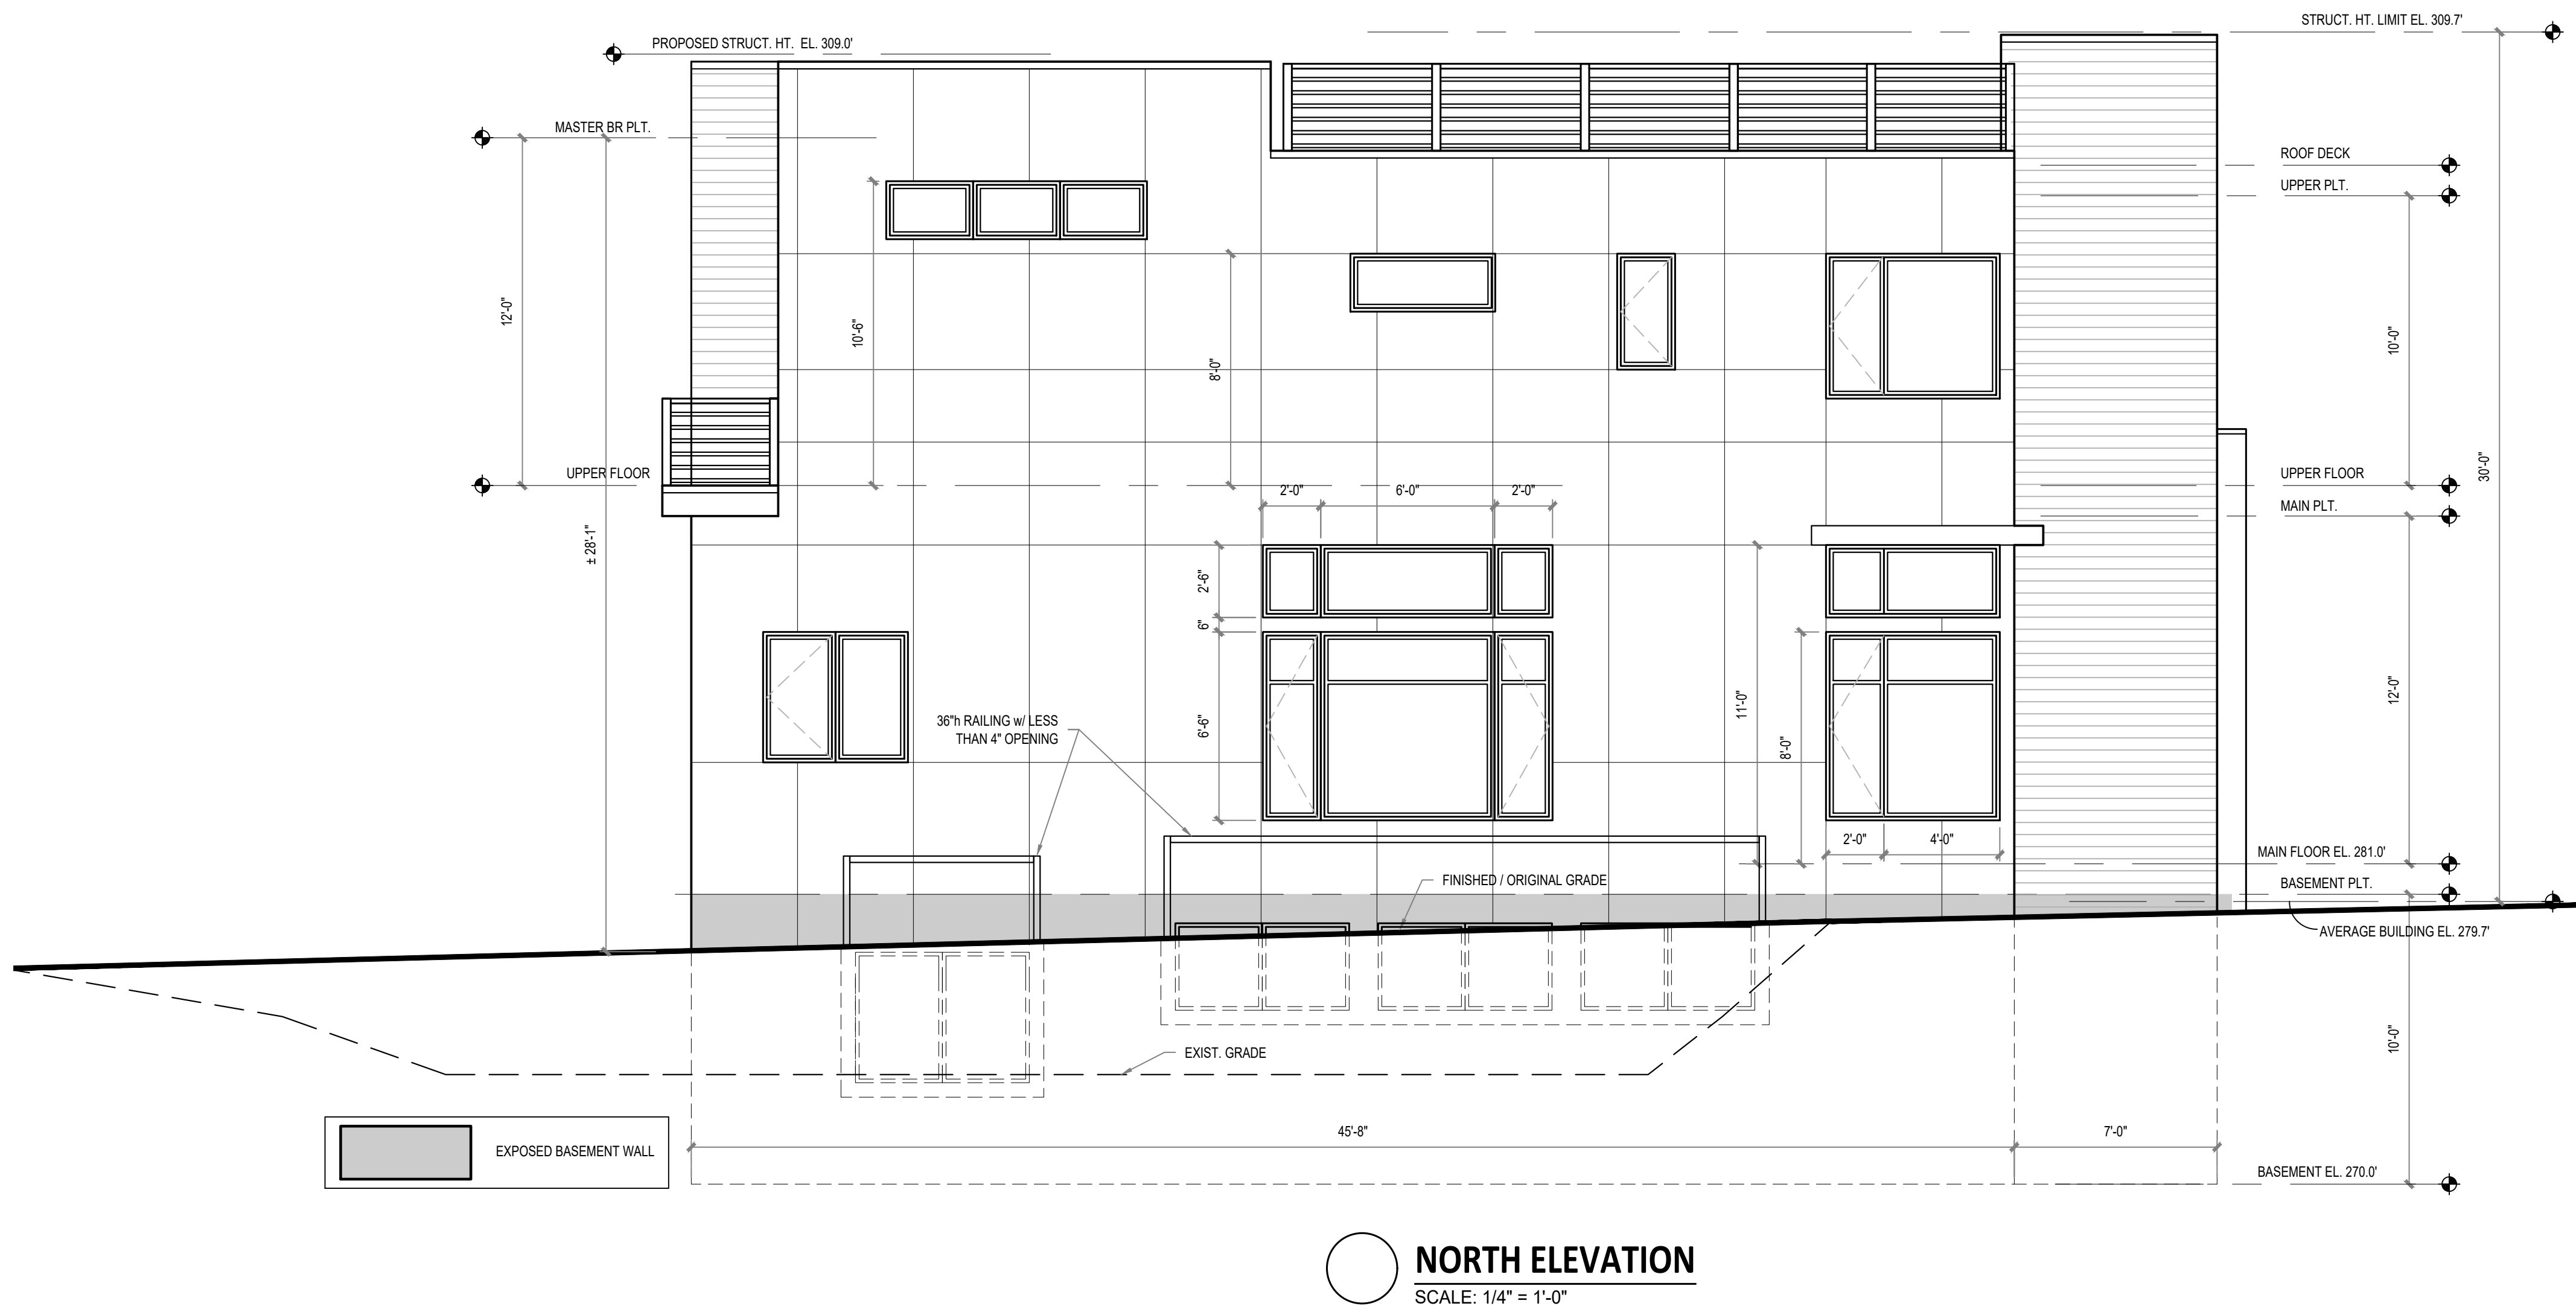 STRUCT. HT. LIMIT EL. 309.7'
PROPOSED STRUCT. HT.  EL. 309.0'
MASTER BR PLT.
ROOF DECK
UPPER PLT.
12'-0"
10'-6"
8'-0"
10'-0"
30'-0"
UPPER FLOOR
UPPER FLOOR
2'-0"
6'-0"
2'-0"
MAIN PLT.
± 28'-1"
2'-6"
6"
6'-6"
11'-0"
8'-0"
12'-0"
36"h RAILING w/ LESS
THAN 4" OPENING
2'-0"
4'-0"
MAIN FLOOR EL. 281.0'
FINISHED / ORIGINAL GRADE
BASEMENT PLT.
AVERAGE BUILDING EL. 279.7'
EXIST. GRADE
10'-0"
45'-8"
7'-0"
EXPOSED BASEMENT WALL
BASEMENT EL. 270.0'
NORTH ELEVATION
SCALE: 1/4" = 1'-0"